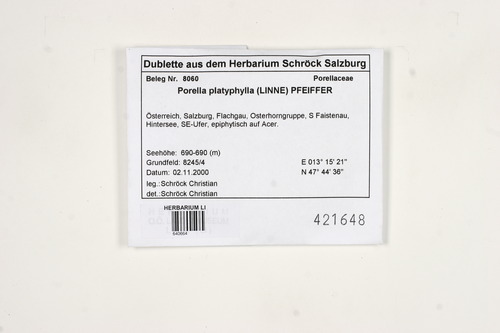 Dublette aus dem Herbarium Schröck Salzburg
Beleg Nr. 8060 Porellaceae
Porella platyphylla (LINNE) PFEIFFER
Österreich, Salzburg, Flachgau, Osterhorngruppe, S Faistenau,
Hintersee, SE-Ufer, epiphytisch auf Acer.
Seehöhe: 690-690 (m)
Grundfeld: 8245/4 E 013° 15' 21''
Datum: 02.11.2000 N 47° 44' 36''
leg.:Schröck Christian
det.:Schröck Christian
HERBARIUM LI
421648